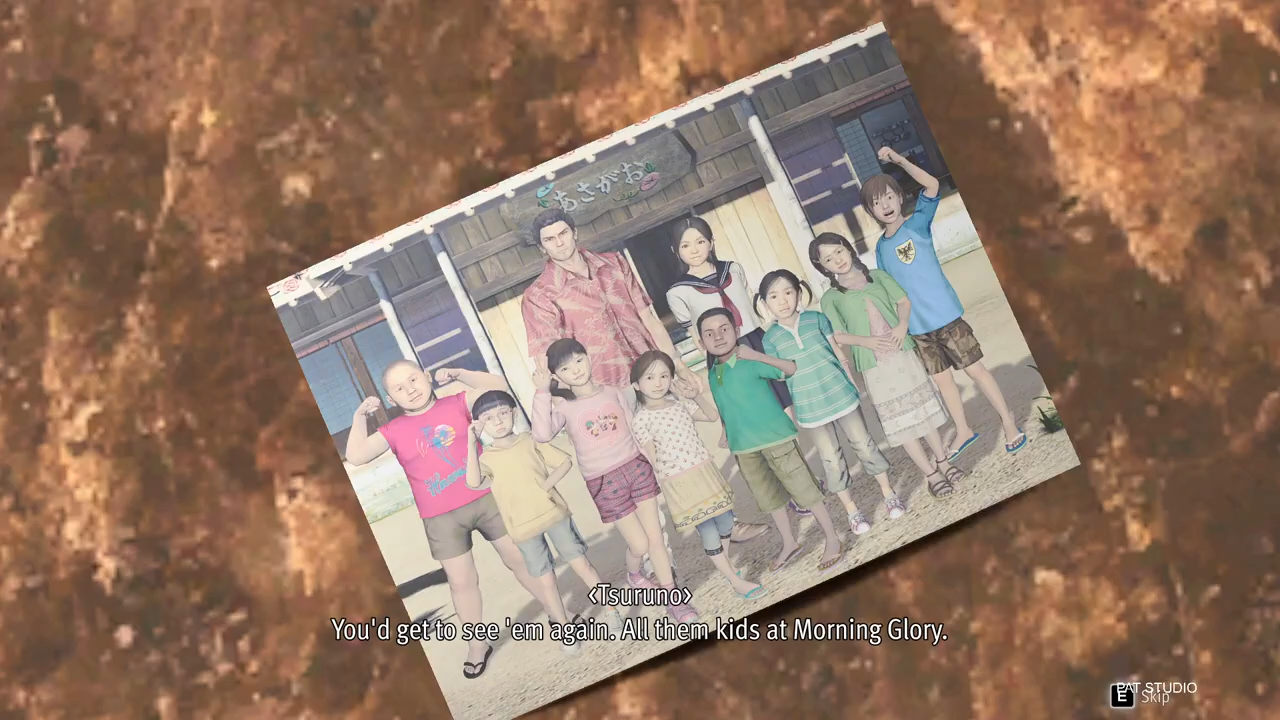 あさがお
<Tsuruno>
You'd get to see 'em again. All them kids at Morning Glory.
PAT STUDIO
E Skip